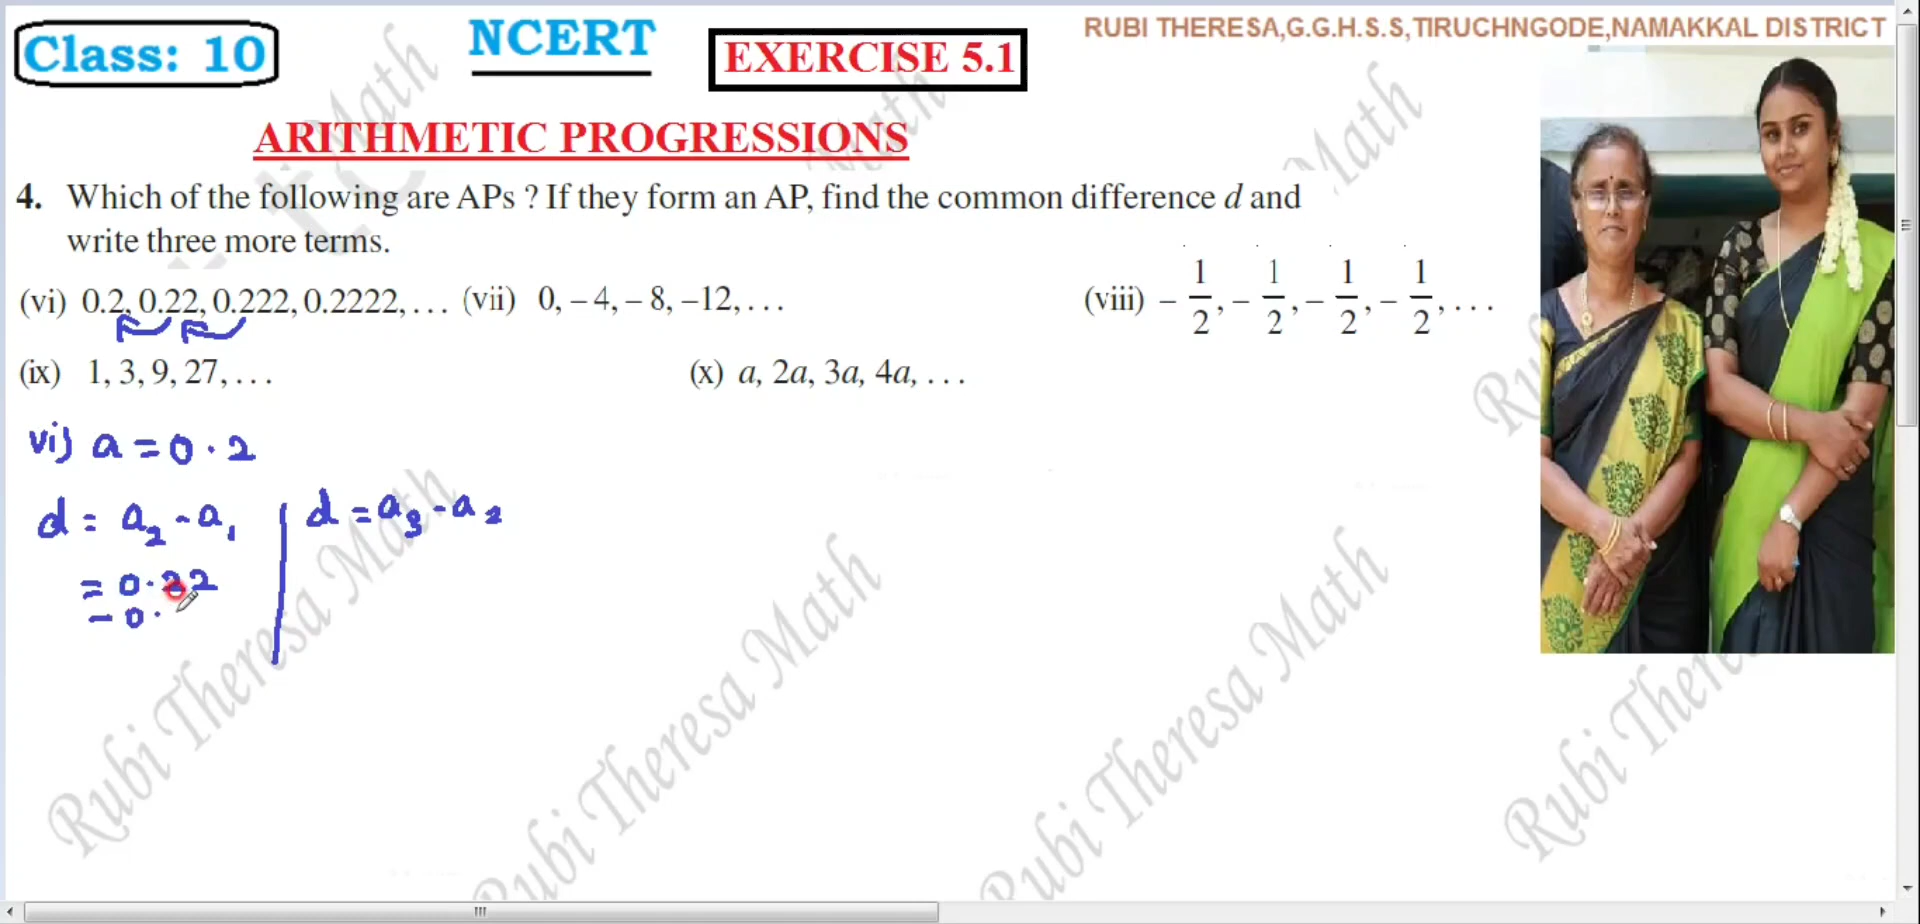 Class: 10
NCERT
EXERCISE 5.1
RUBI THERESA,G.G.H.S.S,TIRUCHNGODE,NAMAKKAL DISTRICT
ARITHMETIC PROGRESSIONS
4. Which of the following are APs ? If they form an AP, find the common difference d and
write three more terms.
(vi) 0.2, 0.22, 0.222, 0.2222, . . . (vii) 0, – 4, – 8, –12, . . . (viii) – 1/2, – 1/2, – 1/2, – 1/2, . . .
(ix) 1, 3, 9, 27, . . . (x) a, 2a, 3a, 4a, . . .
vi) a = 0.2
d = a₂ - a₁ | d = a₃ - a₂
= 0.22
- 0.
Rubi Theresa Math
Rubi Theresa Math
Rubi Theresa Math